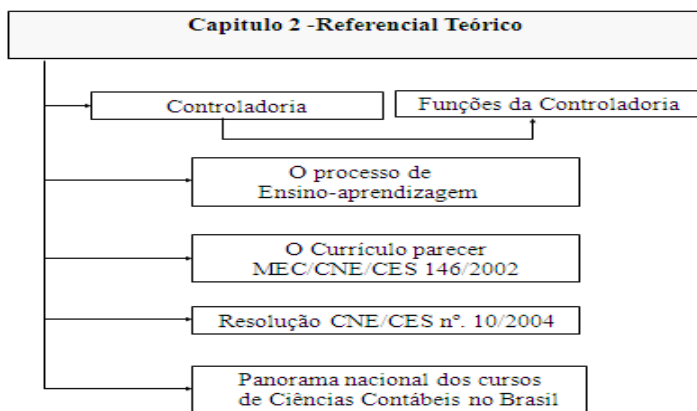 Capitulo 2 -Referencial Teórico
Controladoria
Funções da Controladoria
O processo de
Ensino-aprendizagem
O Currículo parecer
MEC/CNE/CES 146/2002
Resolução CNE/CES nº. 10/2004
Panorama nacional dos cursos
de Ciências Contábeis no Brasil